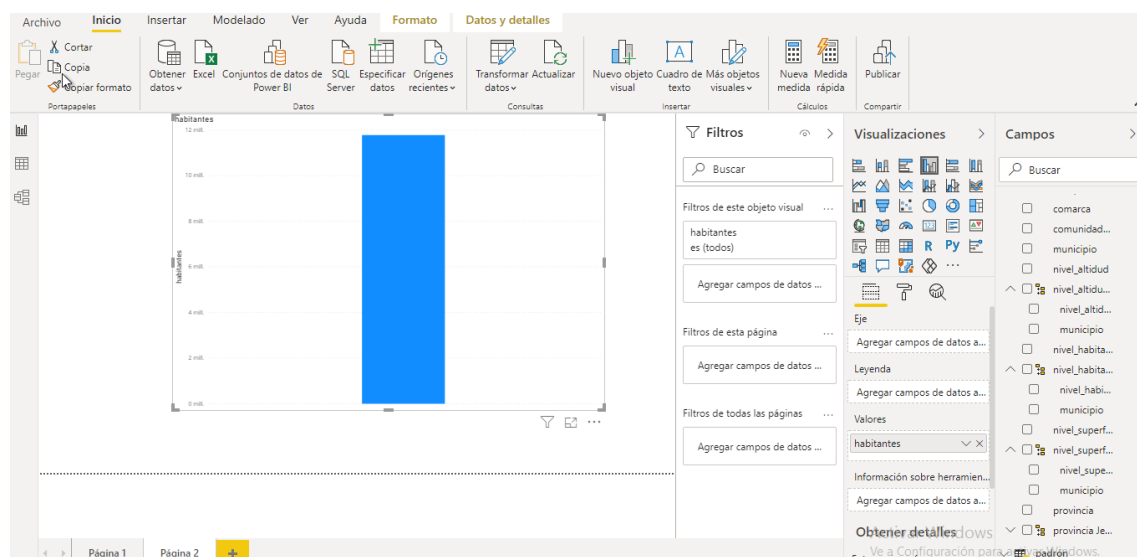 Archivo Inicio Insertar Modelado Ver Ayuda Formato Datos y detalles
Pegar
Cortar
Copia
Copiar formato
Portapapeles
Obtener datos
Excel
Conjuntos de datos de Power BI
SQL Server
Especificar datos
Orígenes recientes
Datos
Transformar datos
Actualizar
Consultas
Nuevo objeto visual
Cuadro de texto
Más objetos visuales
Insertar
Nueva medida
Medida rápida
Cálculos
Publicar
Compartir
habitantes
12 mill.
10 mill.
8 mill.
6 mill.
4 mill.
2 mill.
0 mill.
habitantes
Filtros
Buscar
Filtros de este objeto visual ...
habitantes
es (todos)
Agregar campos de datos ...
Filtros de esta página ...
Agregar campos de datos ...
Filtros de todas las páginas ...
Agregar campos de datos ...
Visualizaciones
R Py
...
Eje
Agregar campos de datos a...
Leyenda
Agregar campos de datos a...
Valores
habitantes
Información sobre herramien...
Agregar campos de datos a...
Obtener detalles
Campos
Buscar
comarca
comunidad...
municipio
nivel_altidud
nivel_altidu...
nivel_altid...
municipio
nivel_habita...
nivel_habita...
nivel_habi...
municipio
nivel_superf...
nivel_superf...
nivel_supe...
municipio
provincia
provincia Je...
padron
Página 1
Página 2
+